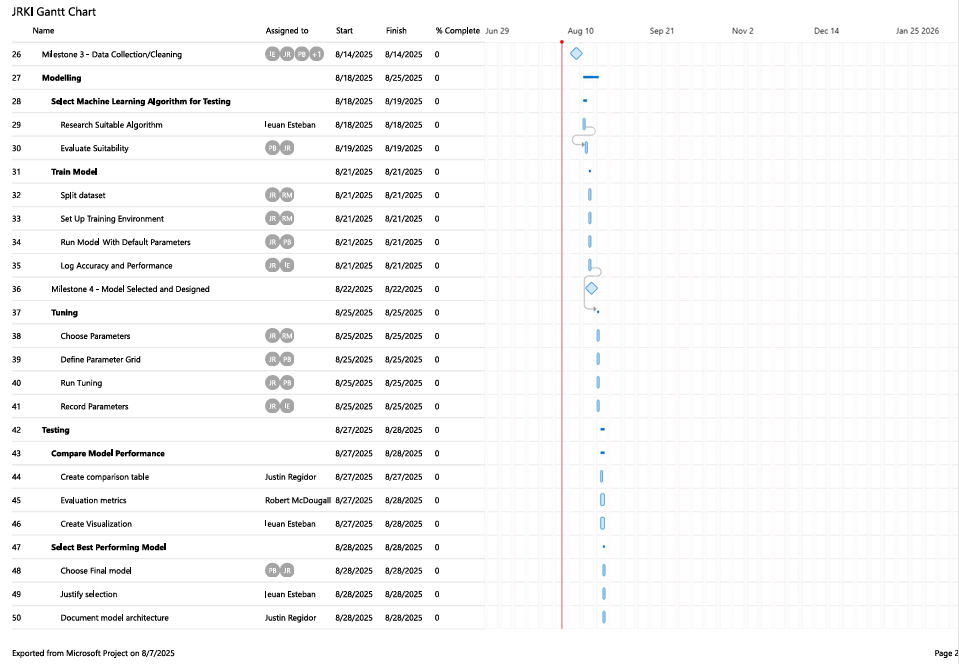 JRKI Gantt Chart
Name Assigned to Start Finish % Complete Jun 29 Aug 10 Sep 21 Nov 2 Dec 14 Jan 25 2026
26 Milestone 3 - Data Collection/Cleaning IE JR PB +1 8/14/2025 8/14/2025 0
27 Modelling 8/18/2025 8/25/2025 0
28 Select Machine Learning Algorithm for Testing 8/18/2025 8/19/2025 0
29 Research Suitable Algorithm Ieuan Esteban 8/18/2025 8/18/2025 0
30 Evaluate Suitability PB JR 8/19/2025 8/19/2025 0
31 Train Model 8/21/2025 8/21/2025 0
32 Split dataset JR RM 8/21/2025 8/21/2025 0
33 Set Up Training Environment JR RM 8/21/2025 8/21/2025 0
34 Run Model With Default Parameters JR PB 8/21/2025 8/21/2025 0
35 Log Accuracy and Performance JR IE 8/21/2025 8/21/2025 0
36 Milestone 4 - Model Selected and Designed 8/22/2025 8/22/2025 0
37 Tuning 8/25/2025 8/25/2025 0
38 Choose Parameters JR RM 8/25/2025 8/25/2025 0
39 Define Parameter Grid JR PB 8/25/2025 8/25/2025 0
40 Run Tuning JR PB 8/25/2025 8/25/2025 0
41 Record Parameters JR IE 8/25/2025 8/25/2025 0
42 Testing 8/27/2025 8/28/2025 0
43 Compare Model Performance 8/27/2025 8/28/2025 0
44 Create comparison table Justin Regidor 8/27/2025 8/27/2025 0
45 Evaluation metrics Robert McDougall 8/27/2025 8/28/2025 0
46 Create Visualization Ieuan Esteban 8/27/2025 8/28/2025 0
47 Select Best Performing Model 8/28/2025 8/28/2025 0
48 Choose Final model PB JR 8/28/2025 8/28/2025 0
49 Justify selection Ieuan Esteban 8/28/2025 8/28/2025 0
50 Document model architecture Justin Regidor 8/28/2025 8/28/2025 0
Exported from Microsoft Project on 8/7/2025 Page 2